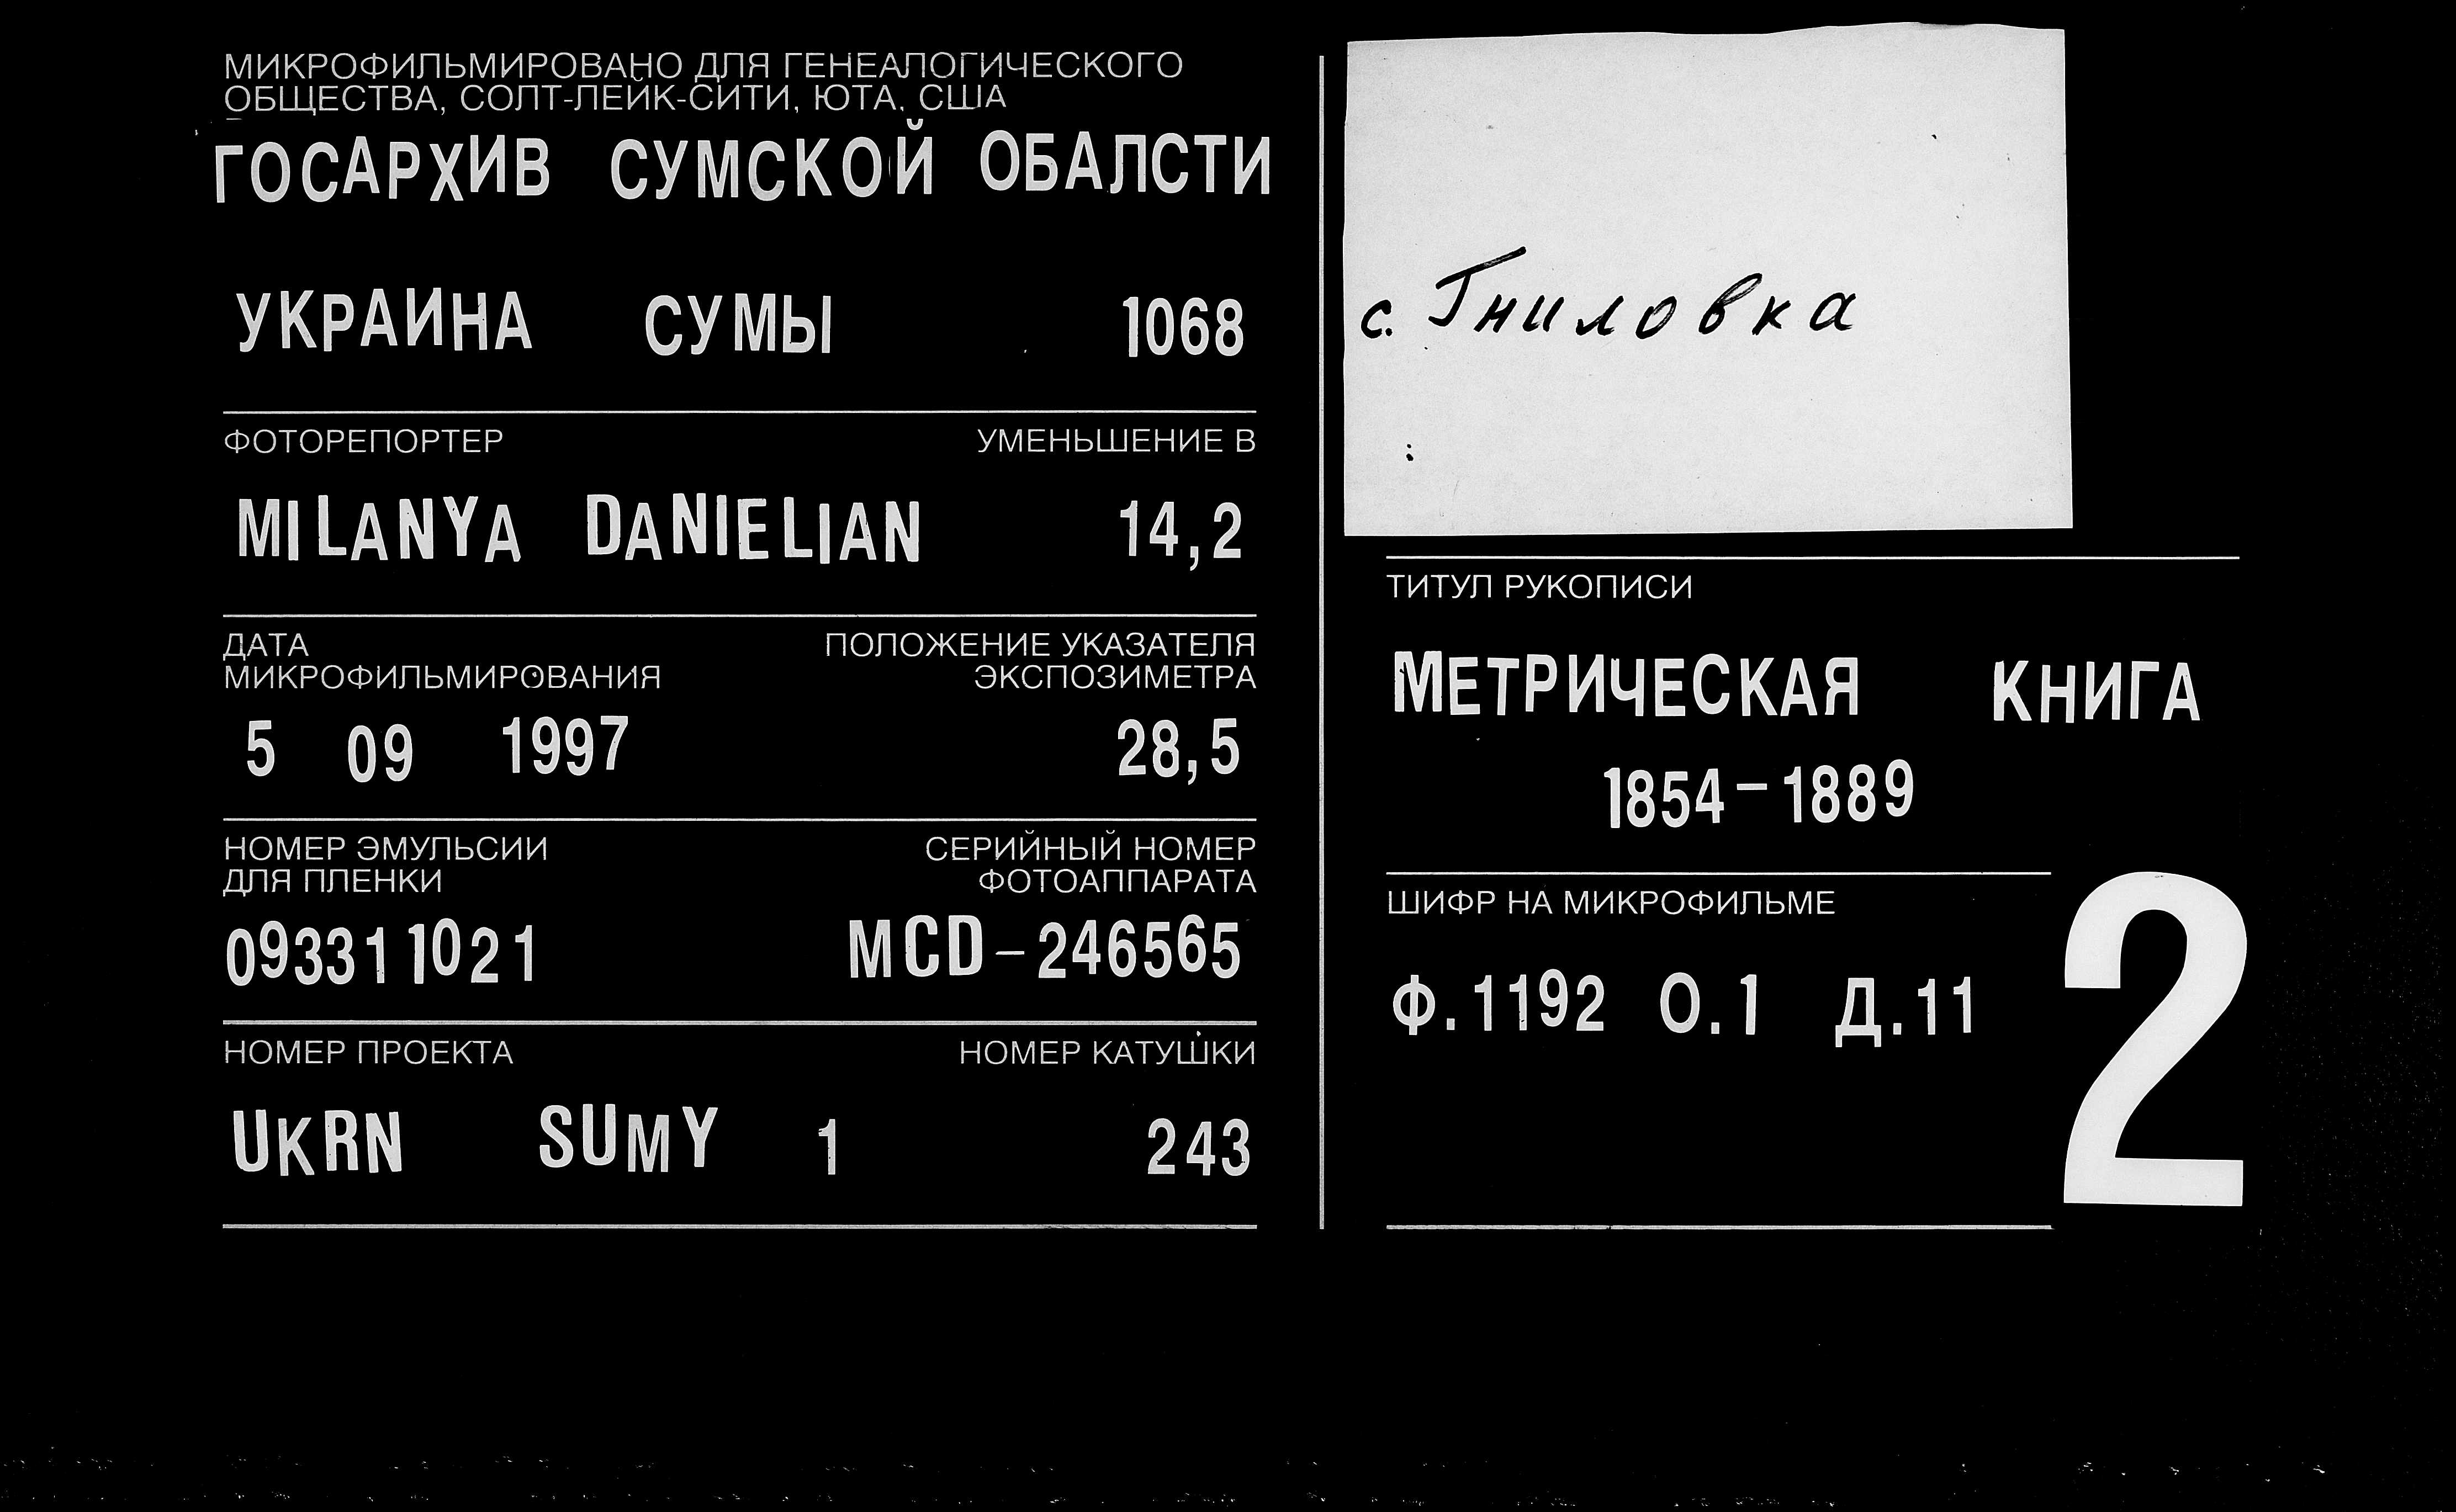 МИКРОФИЛЬМИРОВАНО ДЛЯ ГЕНЕАЛОГИЧЕСКОГО
ОБЩЕСТВА, СОЛТ-ЛЕЙК-СИТИ, ЮТА, США
ГОСАРХИВ СУМСКОЙ ОБАЛСТИ
УКРАИНА СУМЫ 1068
ФОТОРЕПОРТЕР УМЕНЬШЕНИЕ В
MILANYA DANIELIAN 14,2
ДАТА
МИКРОФИЛЬМИРОВАНИЯ
ПОЛОЖЕНИЕ УКАЗАТЕЛЯ
ЭКСПОЗИМЕТРА
5 09 1997 28,5
НОМЕР ЭМУЛЬСИИ
ДЛЯ ПЛЕНКИ
СЕРИЙНЫЙ НОМЕР
ФОТОАППАРАТА
093311021 MCD-246565
НОМЕР ПРОЕКТА НОМЕР КАТУШКИ
UKRN SUMY 1 243
с. Гниловка
ТИТУЛ РУКОПИСИ
МЕТРИЧЕСКАЯ КНИГА
1854-1889
ШИФР НА МИКРОФИЛЬМЕ
Ф.1192 О.1 Д.11
2